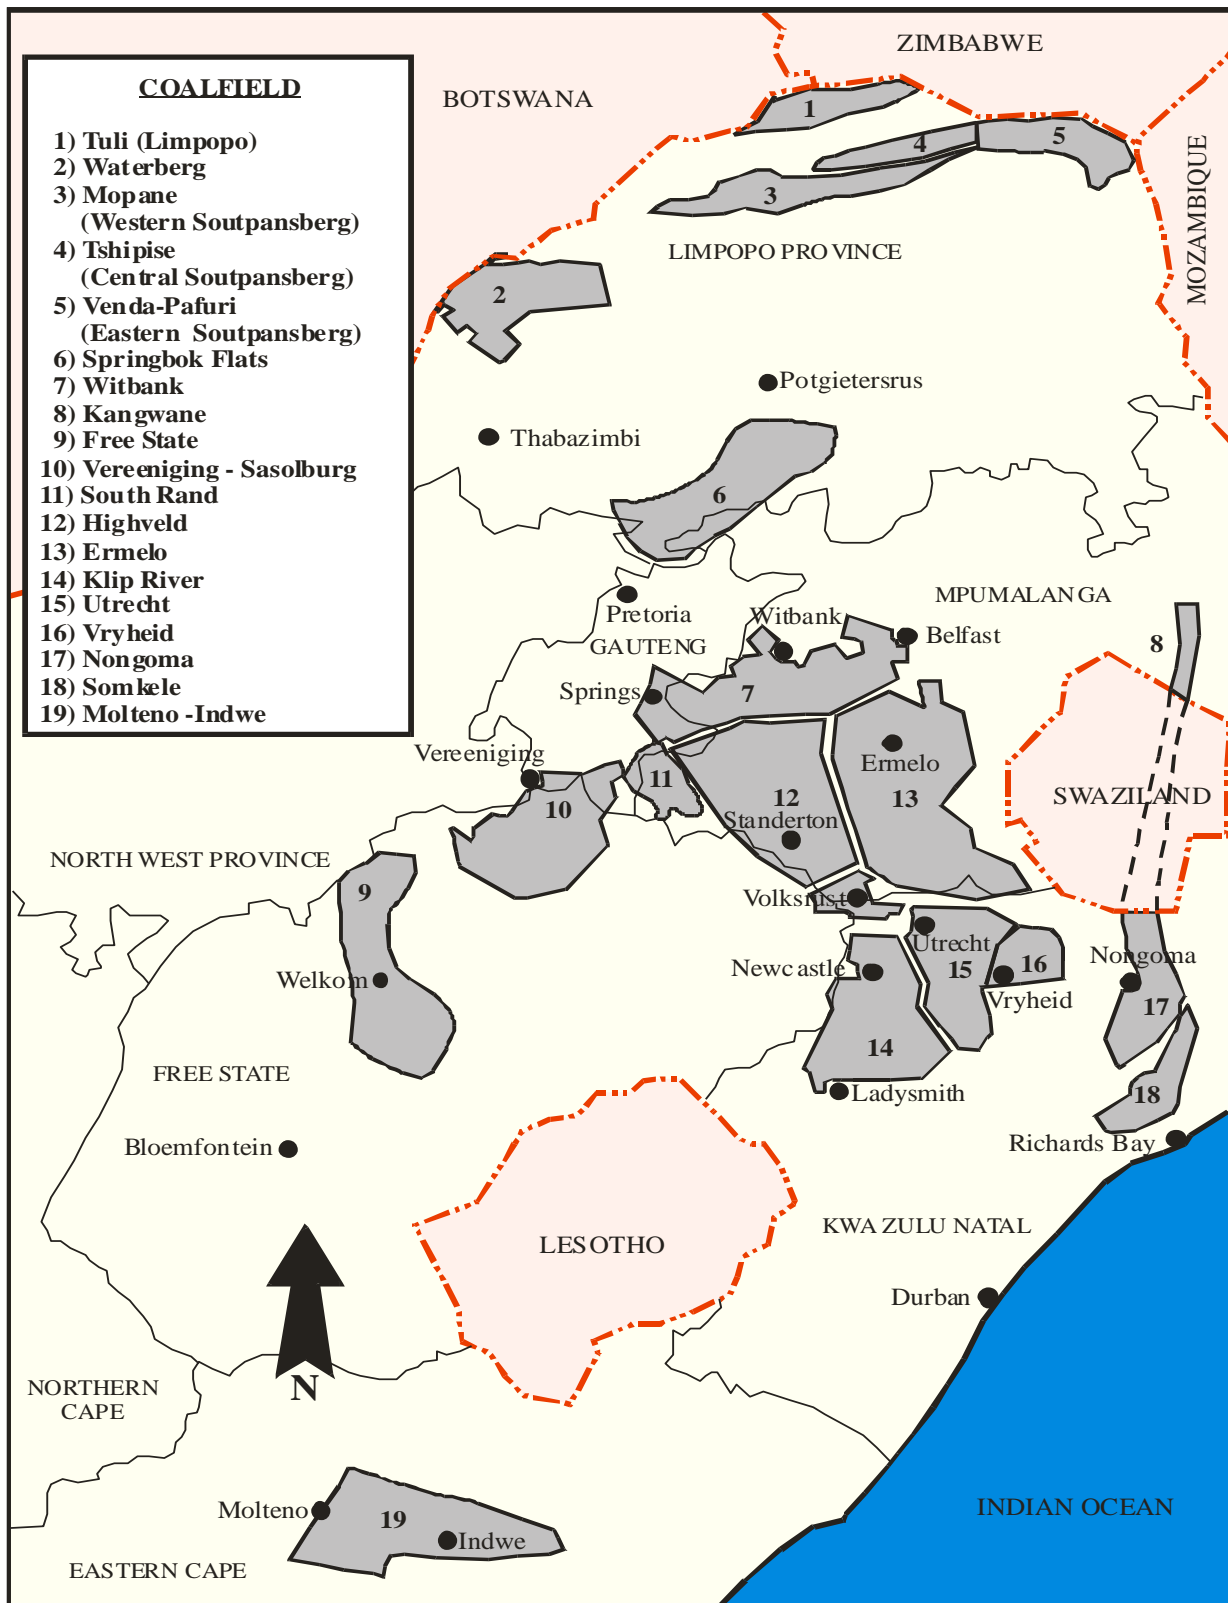 COALFIELD
1) Tuli (Limpopo)
2) Waterberg
3) Mopane
(Western Soutpansberg)
4) Tshipise
(Central Soutpansberg)
5) Venda-Pafuri
(Eastern Soutpansberg)
6) Springbok Flats
7) Witbank
8) Kangwane
9) Free State
10) Vereeniging - Sasolburg
11) South Rand
12) Highveld
13) Ermelo
14) Klip River
15) Utrecht
16) Vryheid
17) Nongoma
18) Somkele
19) Molteno -Indwe
ZIMBABWE
BOTSWANA
1
4
5
3
MOZAMBIQUE
LIMPOPO PROVINCE
2
Potgietersrus
Thabazimbi
6
MPUMALANGA
Pretoria
Witbank
Belfast
GAUTENG
8
Springs
7
Vereeniging
Ermelo
11
12
13
SWAZILAND
10
Standerton
NORTH WEST PROVINCE
9
Volksrust
Utrecht
Nongoma
Newcastle
15
16
Welkom
Vryheid
17
14
FREE STATE
Ladysmith
18
Bloemfontein
Richards Bay
KWAZULU NATAL
LESOTHO
Durban
N
NORTHERN
CAPE
INDIAN OCEAN
Molteno
19
Indwe
EASTERN CAPE